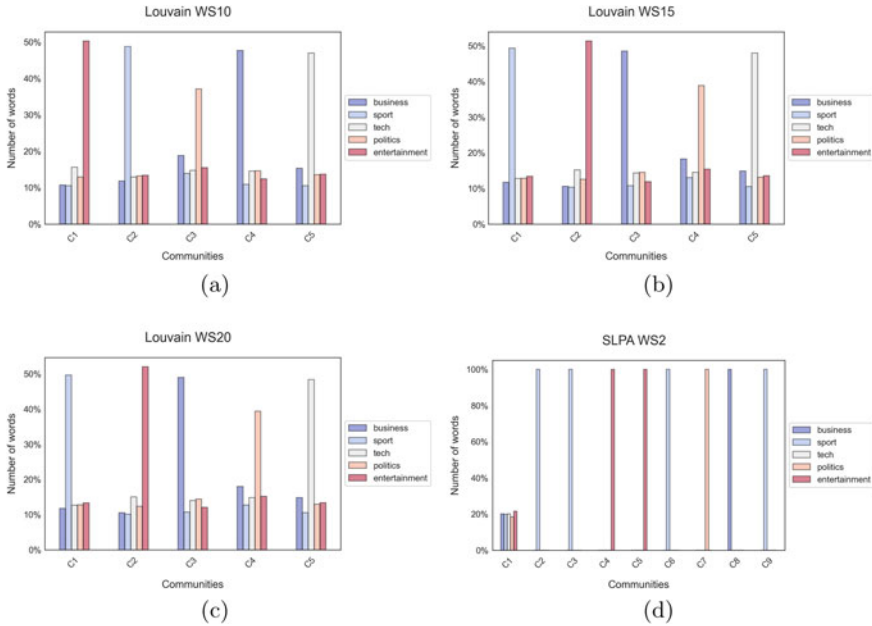 Louvain WS10
Number of words
50%
40%
30%
20%
10%
0%
C1 C2 C3 C4 C5
Communities
business
sport
tech
politics
entertainment
(a)
Louvain WS15
Number of words
50%
40%
30%
20%
10%
0%
C1 C2 C3 C4 C5
Communities
business
sport
tech
politics
entertainment
(b)
Louvain WS20
Number of words
50%
40%
30%
20%
10%
0%
C1 C2 C3 C4 C5
Communities
business
sport
tech
politics
entertainment
(c)
SLPA WS2
Number of words
100%
80%
60%
40%
20%
0%
C1 C2 C3 C4 C5 C6 C7 C8 C9
Communities
business
sport
tech
politics
entertainment
(d)